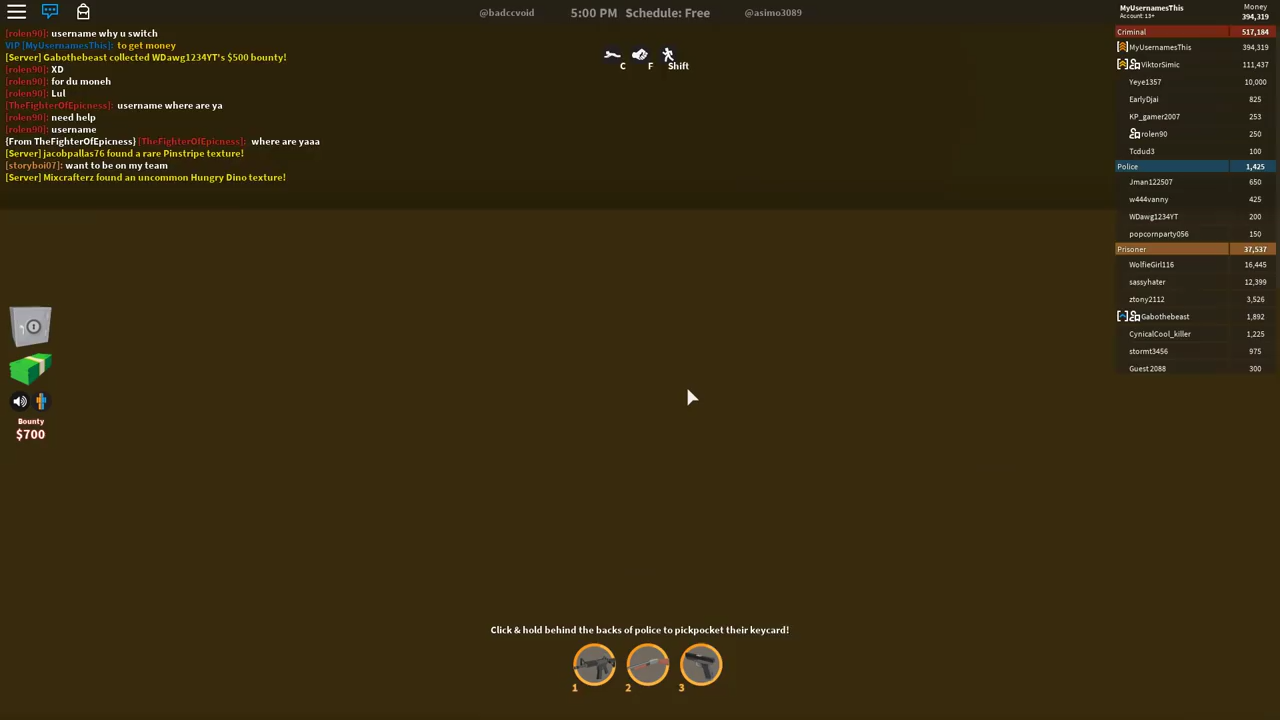 @badccvoid 5:00 PM Schedule: Free @asimo3089
[rolen90]: username why u switch
VIP [MyUsernamesThis]: to get money
[Server] Gabothebeast collected WDawg1234YT's $500 bounty!
[rolen90]: XD
[rolen90]: for du moneh
[rolen90]: Lul
[TheFighterOfEpicness]: username where are ya
[rolen90]: need help
[rolen90]: username
{From TheFighterOfEpicness} [TheFighterOfEpicness]: where are yaaa
[Server] jacobpallas76 found a rare Pinstripe texture!
[storyboi07]: want to be on my team
[Server] Mixcrafterz found an uncommon Hungry Dino texture!
C F Shift
MyUsernamesThis Money
Account: 13+ 394,319
Criminal 517,184
MyUsernamesThis 394,319
ViktorSimic 111,437
Yeye1357 10,000
EarlyDjai 825
KP_gamer2007 253
rolen90 250
Tcdud3 100
Police 1,425
Jman122507 650
w444vanny 425
WDawg1234YT 200
popcornparty056 150
Prisoner 37,537
WolfieGirl116 16,445
sassyhater 12,399
ztony2112 3,526
Gabothebeast 1,892
CynicalCool_killer 1,225
stormt3456 975
Guest 2088 300
Bounty
$700
Click & hold behind the backs of police to pickpocket their keycard!
1 2 3